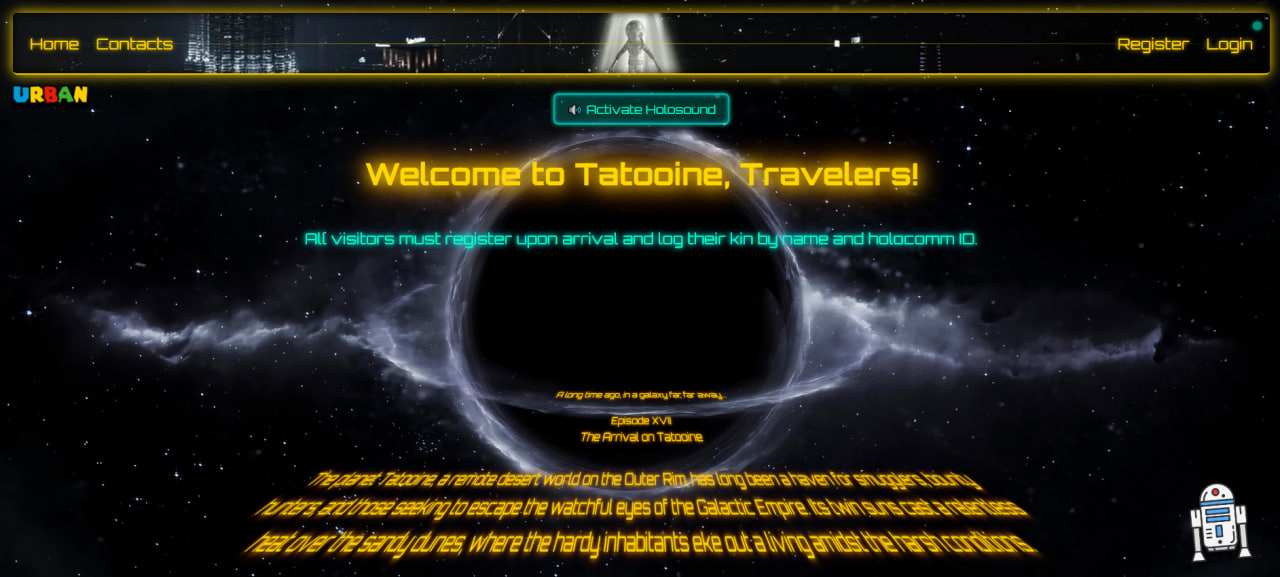 Home Contacts Register Login
URBAN
Activate Holosound
Welcome to Tatooine, Travelers!
All visitors must register upon arrival and log their kin by name and holocomm ID.
A long time ago, in a galaxy far, far away...
Episode XVII
The Arrival on Tatooine
The planet Tatooine, a remote desert world on the Outer Rim, has long been a haven for smugglers, bounty
hunters, and those seeking to escape the watchful eyes of the Galactic Empire. Its twin suns cast a relentless
heat over the sandy dunes, where the hardy inhabitants eke out a living amidst the harsh conditions.